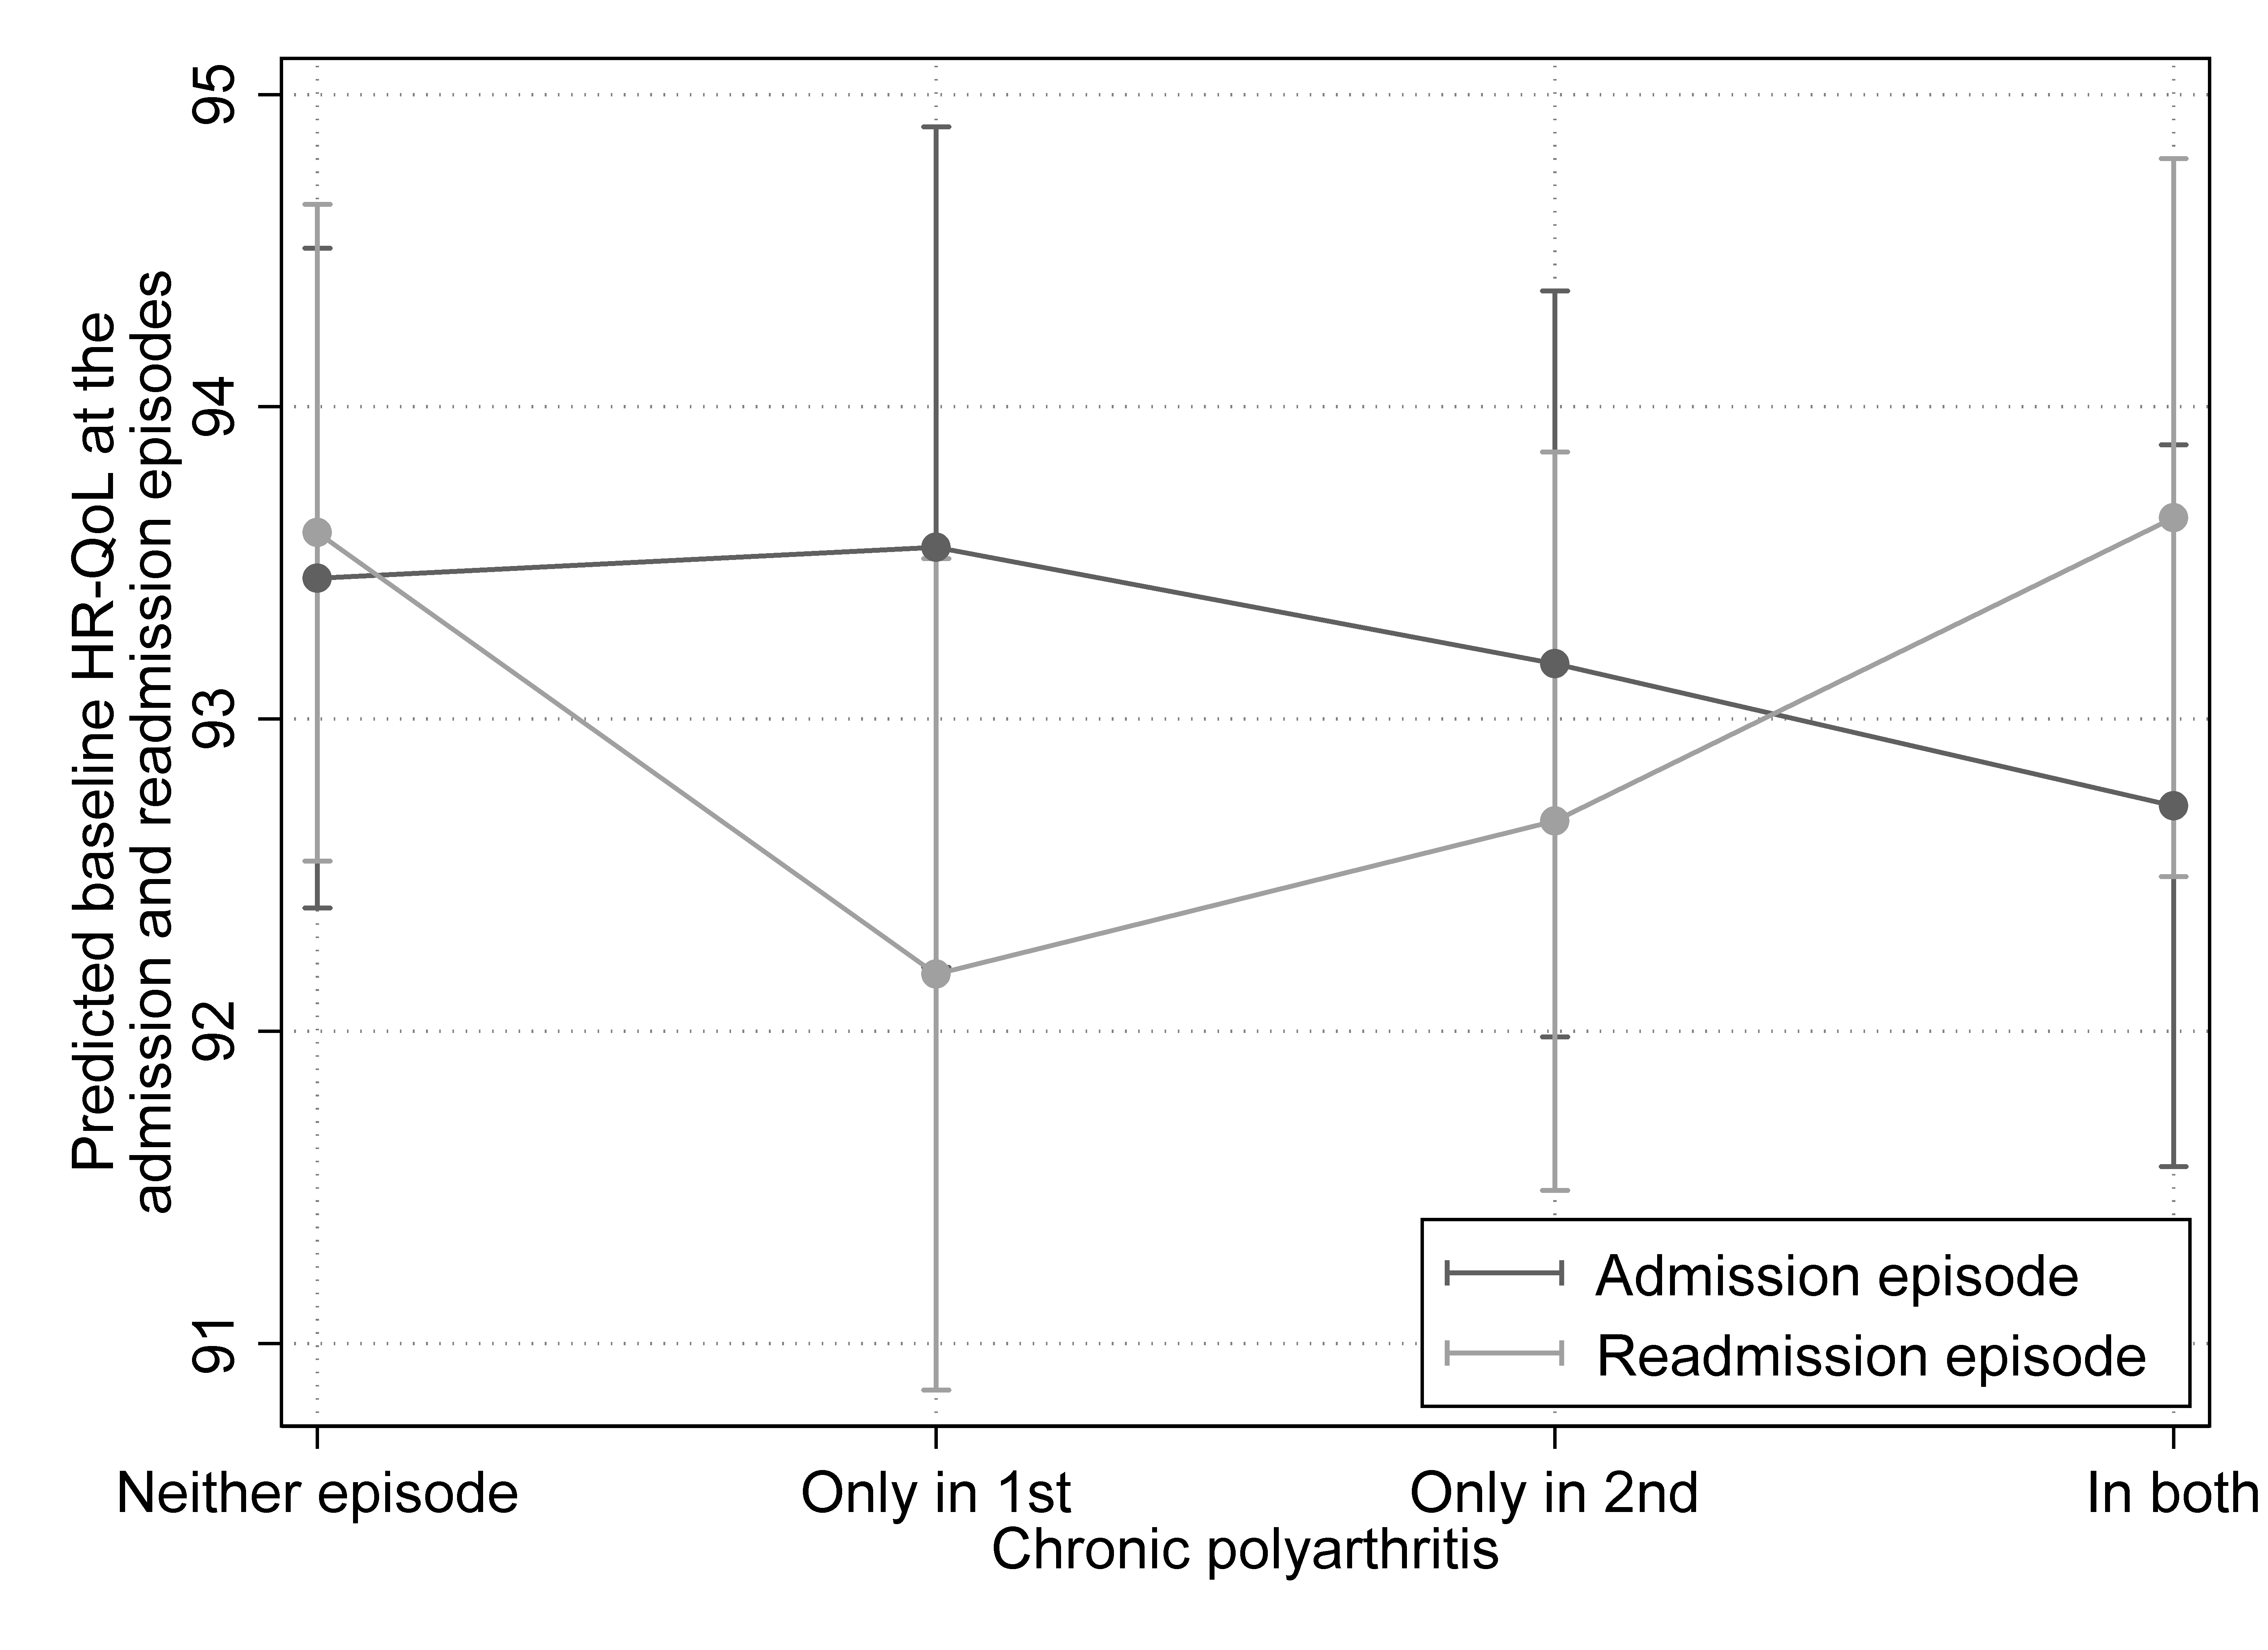 Predicted baseline HR-QoL at the
admission and readmission episodes
95
94
93
92
91
Admission episode
Readmission episode
Neither episode
Only in 1st
Only in 2nd
In both
Chronic polyarthritis